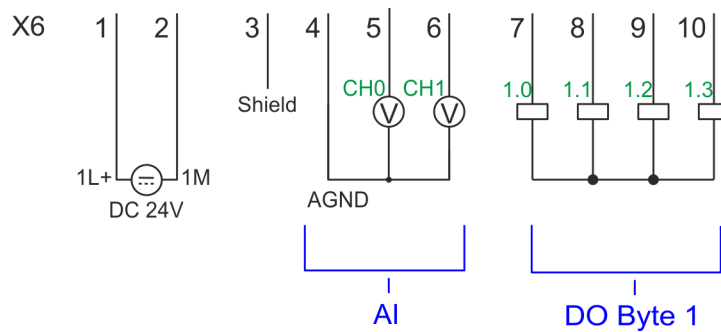 X6 1 2 3 4 5 6 7 8 9 10
CH0 CH1 1.0 1.1 1.2 1.3
Shield
V V
1L+ 1M
AGND
DC 24V
AI
DO Byte 1